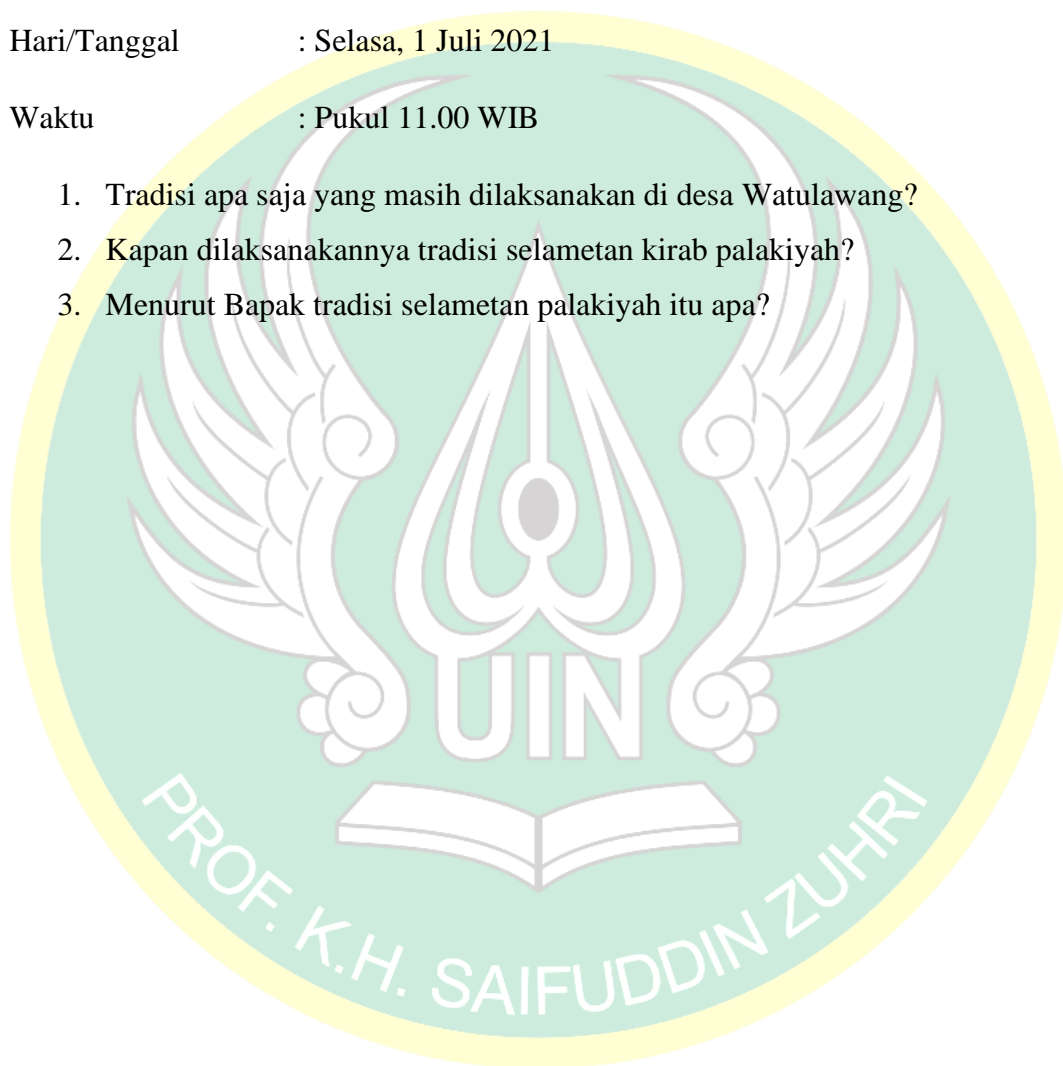 Hari/Tanggal : Selasa, 1 Juli 2021
Waktu : Pukul 11.00 WIB
1. Tradisi apa saja yang masih dilaksanakan di desa Watulawang?
2. Kapan dilaksanakannya tradisi selametan kirab palakiyah?
3. Menurut Bapak tradisi selametan palakiyah itu apa?
UIN
PROF. K.H. SAIFUDDIN ZUHRI